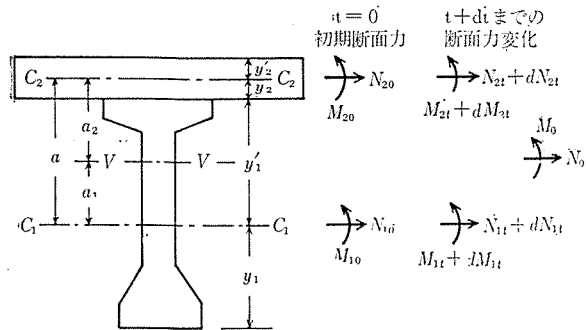 t = 0
初期断面力
t+dtまでの
断面力変化
C₂
C₂
y′₂
y₂
N₂₀
M₂₀
N₂t+dN₂t
M₂t+dM₂t
a
a₂
V
V
a₁
y′₁
M₀
N₀
C₁
C₁
N₁₀
M₁₀
N₁t+dN₁t
M₁t+dM₁t
y₁